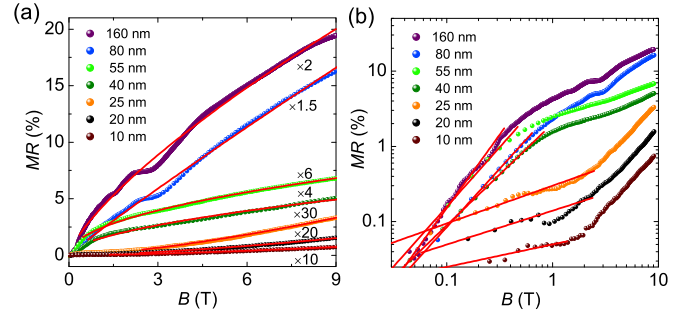 (a)
20
15
10
5
0
MR (%)
160 nm
80 nm
55 nm
40 nm
25 nm
20 nm
10 nm
×2
×1.5
×6
×4
×30
×20
×10
0
3
6
9
B (T)
(b)
10
1
0.1
MR (%)
160 nm
80 nm
55 nm
40 nm
25 nm
20 nm
10 nm
0.1
1
10
B (T)